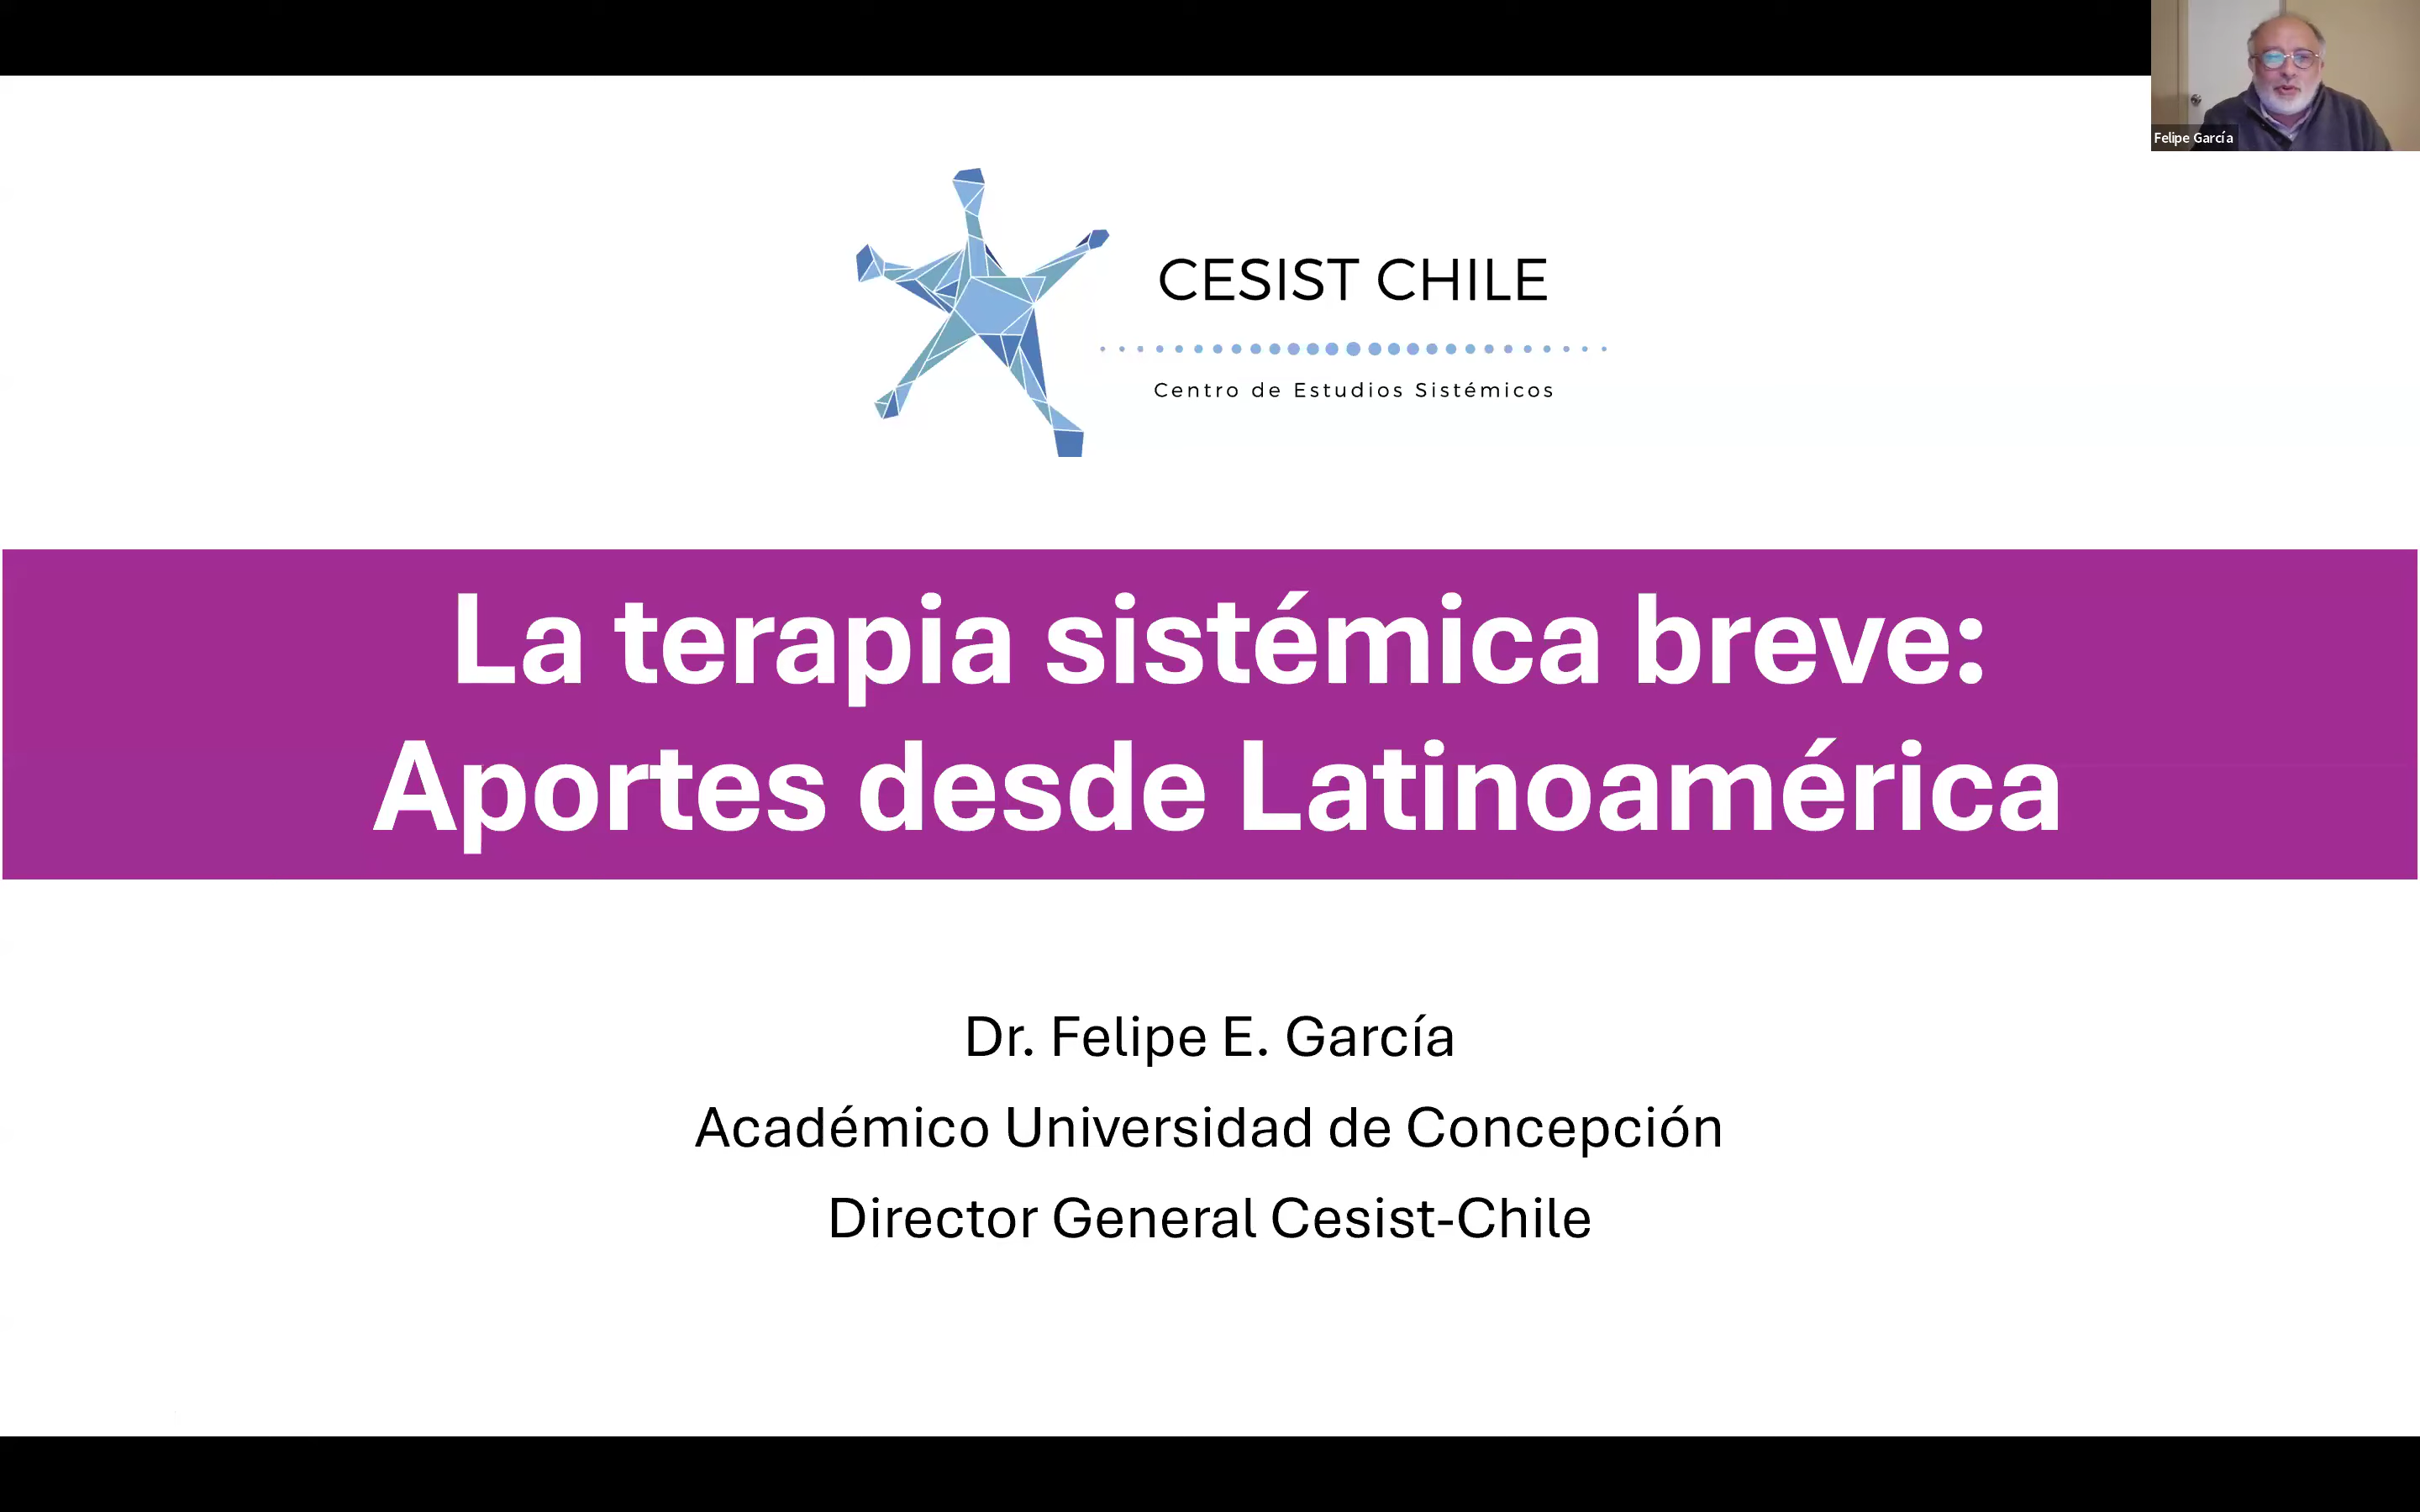 Felipe García
CESIST CHILE
Centro de Estudios Sistémicos
La terapia sistémica breve:
Aportes desde Latinoamérica
Dr. Felipe E. García
Académico Universidad de Concepción
Director General Cesist-Chile